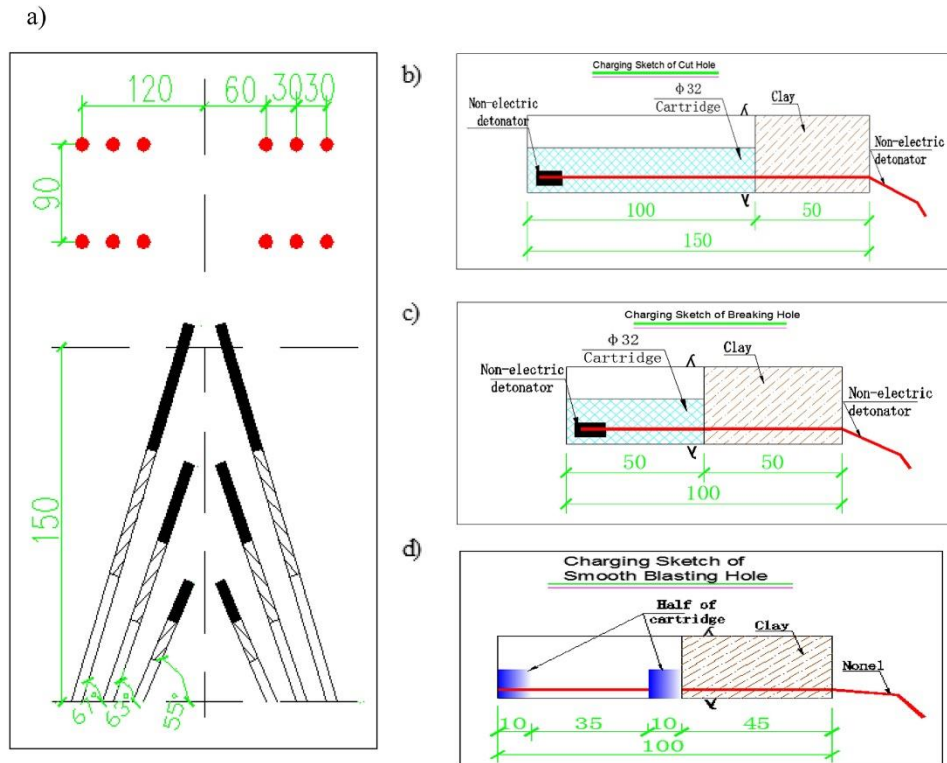 a)
120
60
30
30
90
150
67°
63°
55°
b)
Charging Sketch of Cut Hole
ϕ32
Cartridge
Clay
Non-electric
detonator
Non-electric
detonator
100
50
150
c)
Charging Sketch of Breaking Hole
ϕ32
Cartridge
Clay
Non-electric
detonator
Non-electric
detonator
50
50
100
d)
Charging Sketch of
Smooth Blasting Hole
Half of
cartridge
Clay
Nonel
10
35
10
45
100